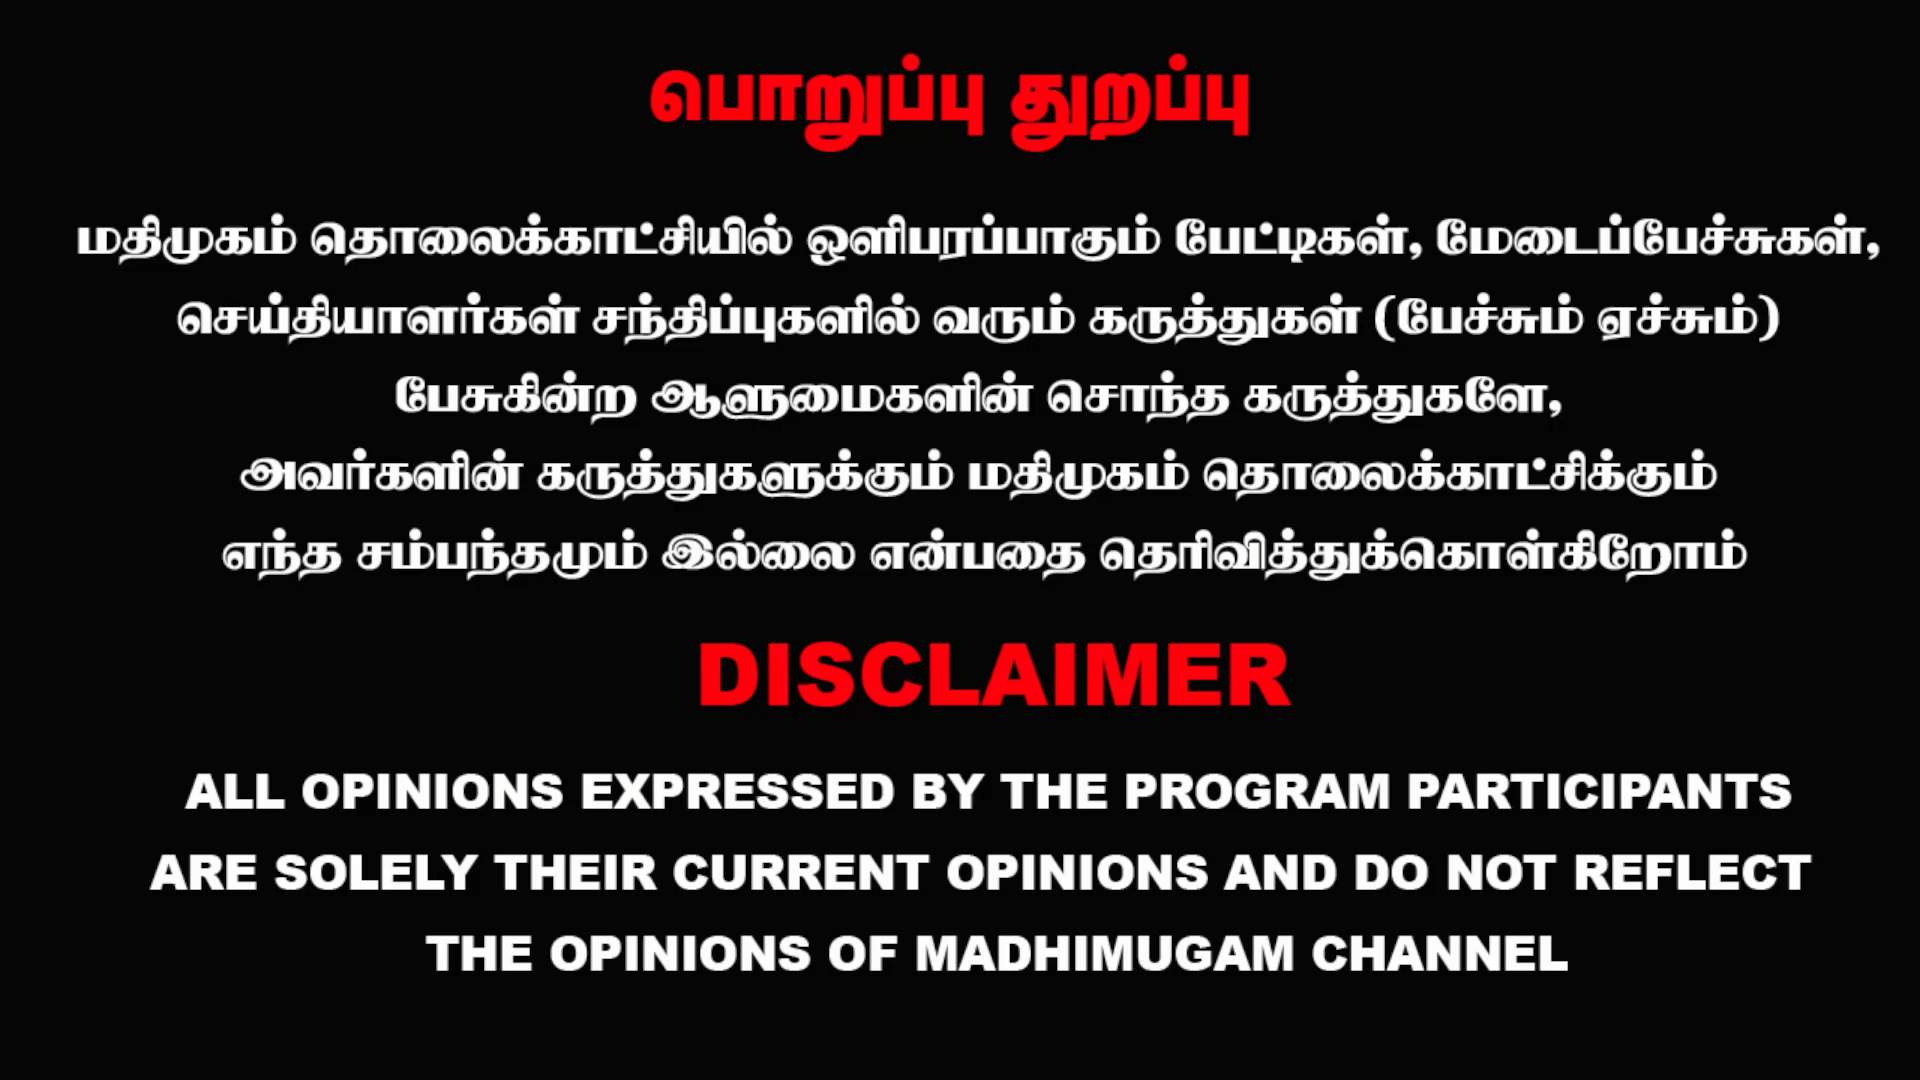 பொறுப்பு துறப்பு
மதிமுகம் தொலைக்காட்சியில் ஒளிபரப்பாகும் பேட்டிகள், மேடைப்பேச்சுகள்,
செய்தியாளர்கள் சந்திப்புகளில் வரும் கருத்துகள் (பேச்சும் ஏச்சும்)
பேசுகின்ற ஆளுமைகளின் சொந்த கருத்துகளே,
அவர்களின் கருத்துகளுக்கும் மதிமுகம் தொலைக்காட்சிக்கும்
எந்த சம்பந்தமும் இல்லை என்பதை தெரிவித்துக்கொள்கிறோம்
DISCLAIMER
ALL OPINIONS EXPRESSED BY THE PROGRAM PARTICIPANTS
ARE SOLELY THEIR CURRENT OPINIONS AND DO NOT REFLECT
THE OPINIONS OF MADHIMUGAM CHANNEL